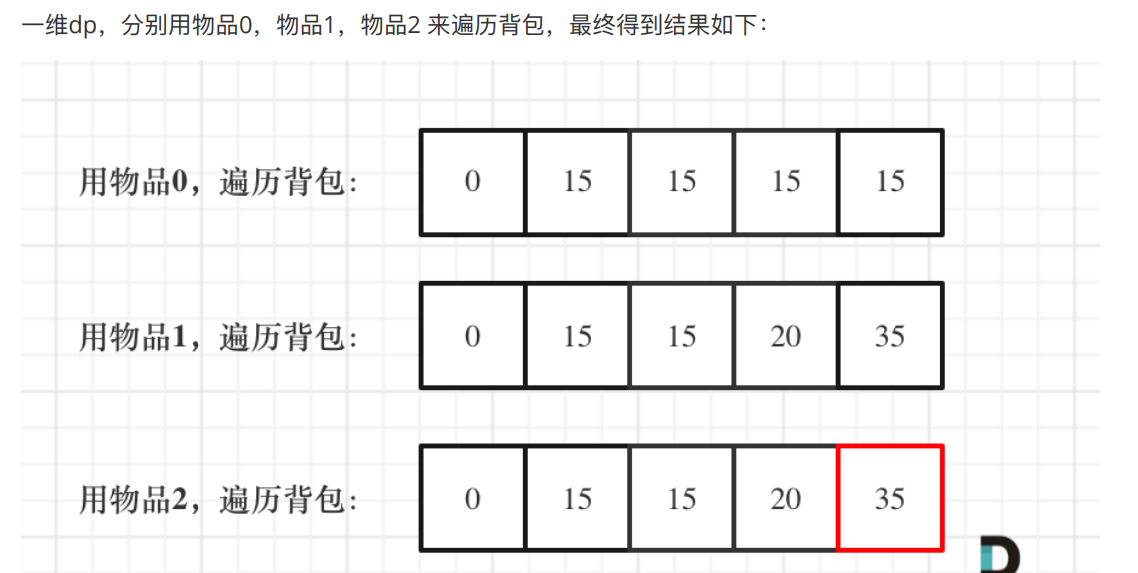 一维dp，分别用物品0，物品1，物品2 来遍历背包，最终得到结果如下：
用物品0，遍历背包: 0 15 15 15 15
用物品1，遍历背包: 0 15 15 20 35
用物品2，遍历背包: 0 15 15 20 35